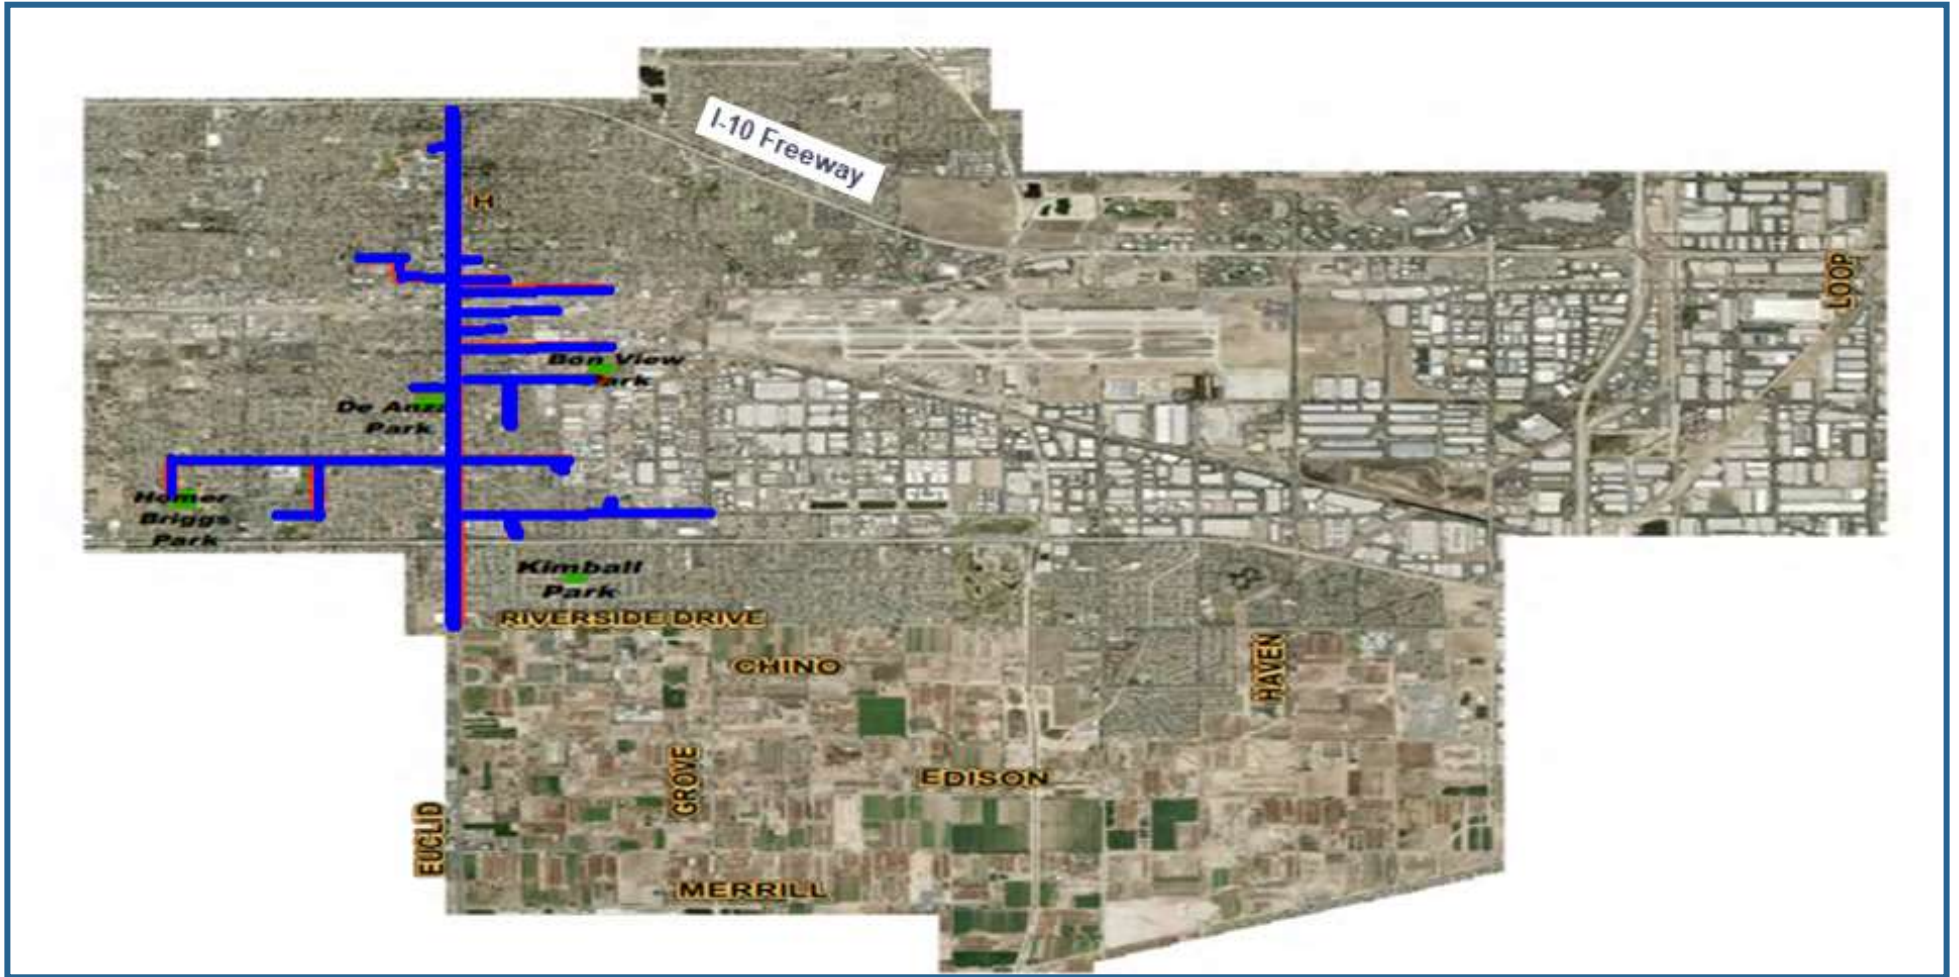 I-10 Freeway
H
LOOP
Bon View
Park
De Anza
Park
Homer
Briggs
Park
Kimball
Park
RIVERSIDE DRIVE
CHINO
HAVEN
GROVE
EDISON
EUCLID
MERRILL